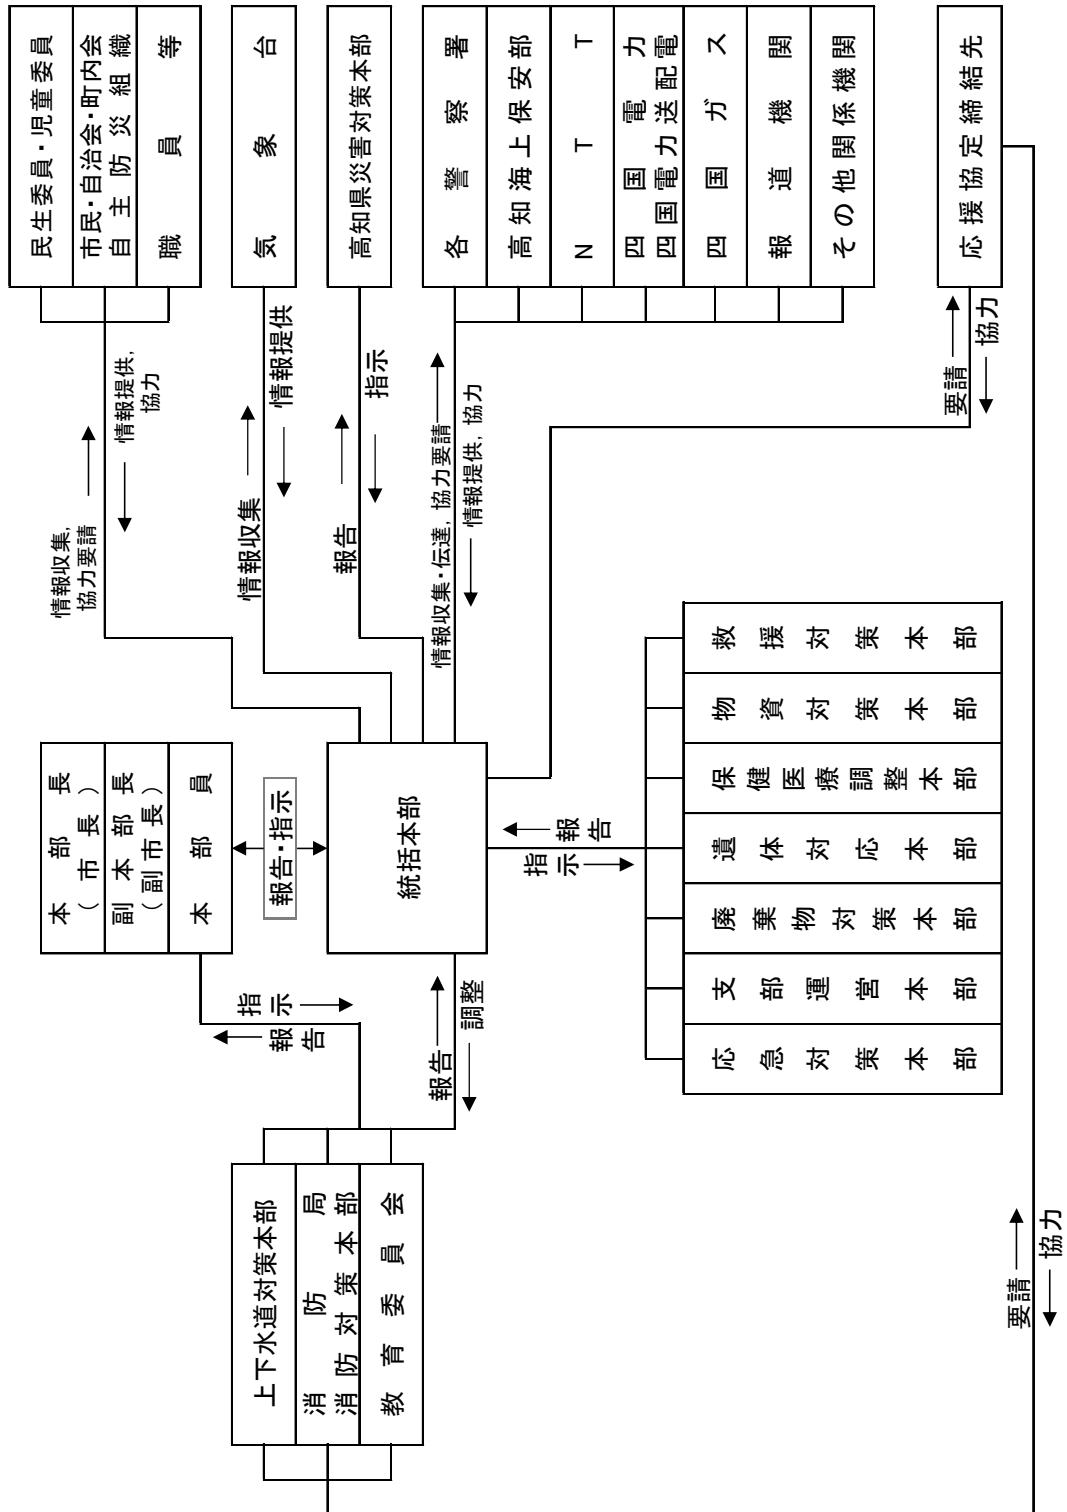 民生委員・児童委員
市民・自治会・町内会
自主防災組織
職員等
気象台
高知県災害対策本部
各警察署
高知海上保安部
NTT
四国電力
四国電力送配電
四国ガス
報道機関
その他関係機関
応援協定締結先
情報収集,
協力要請
情報提供,
協力
情報収集
情報提供
報告
指示
情報収集・伝達, 協力要請
情報提供, 協力
要請
協力
本部長
(市長)
副本部長
(副市長)
本部員
報告・指示
統括本部
報告
指示
救援対策本部
物資対策本部
保健医療調整本部
遺体対応本部
廃棄物対策本部
支部運営本部
応急対策本部
指示
報告
報告
調整
上下水道対策本部
消防局
消防対策本部
教育委員会
要請
協力